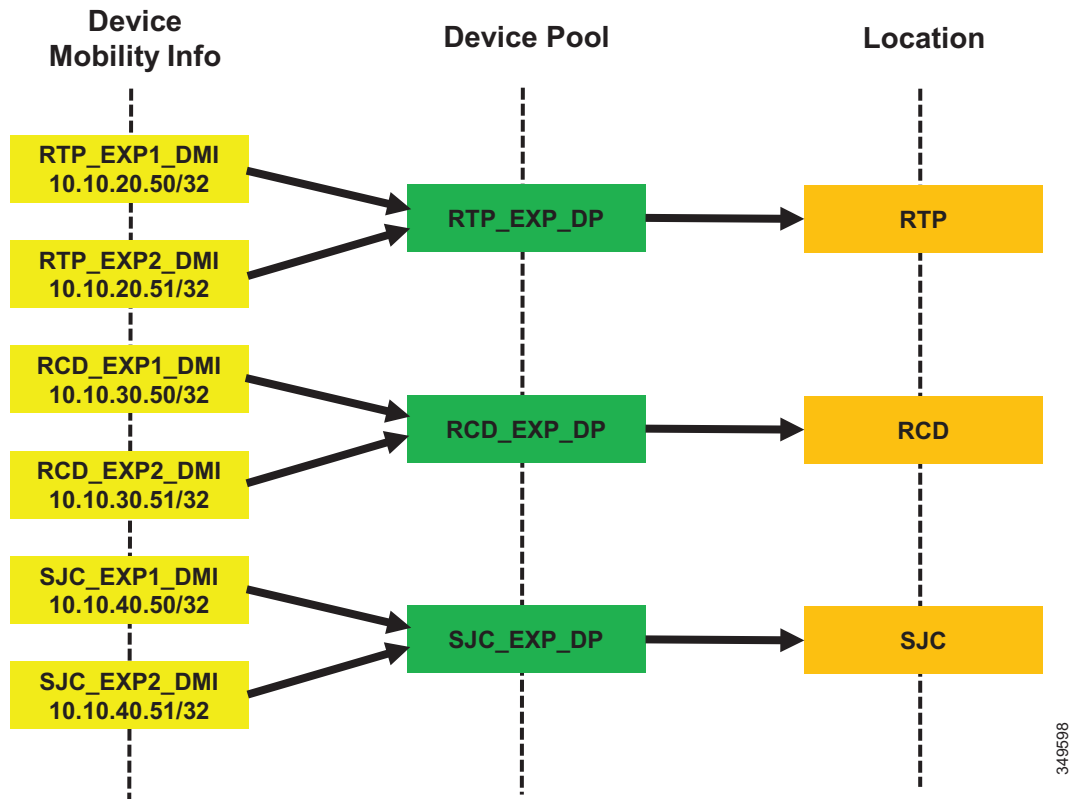 Device
Mobility Info
Device Pool
Location
RTP_EXP1_DMI
10.10.20.50/32
RTP_EXP2_DMI
10.10.20.51/32
RTP_EXP_DP
RTP
RCD_EXP1_DMI
10.10.30.50/32
RCD_EXP2_DMI
10.10.30.51/32
RCD_EXP_DP
RCD
SJC_EXP1_DMI
10.10.40.50/32
SJC_EXP2_DMI
10.10.40.51/32
SJC_EXP_DP
SJC
349598